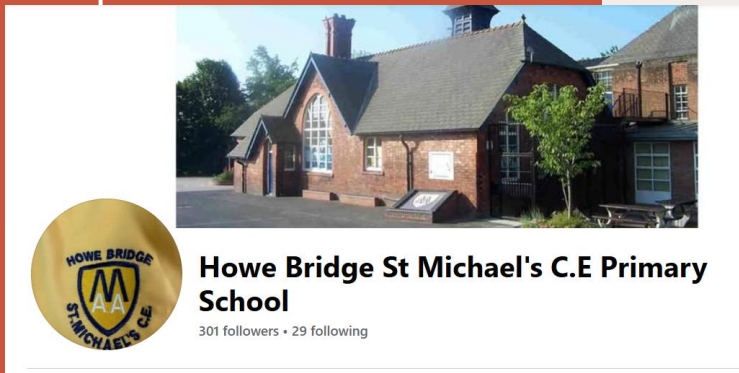 HOWE BRIDGE
AA
ST. MICHAEL'S C.E.
Howe Bridge St Michael's C.E Primary
School
301 followers • 29 following